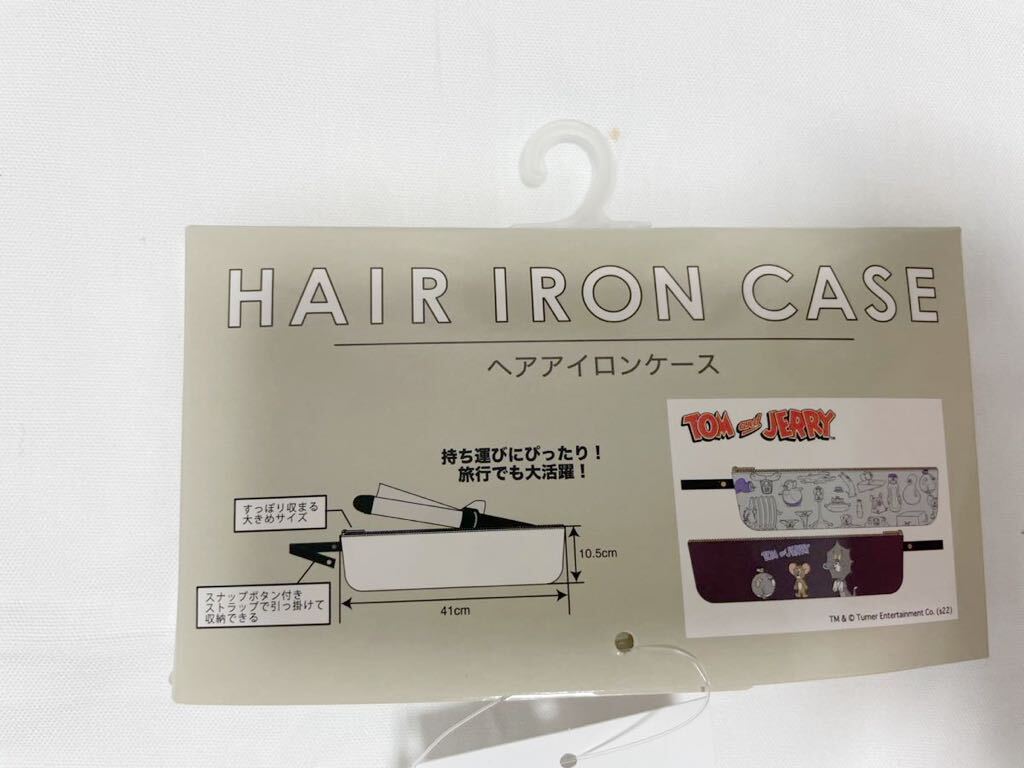 HAIR IRON CASE
ヘアアイロンケース
持ち運びにぴったり！
旅行でも大活躍！
すっぽり収まる
大きめサイズ
スナップボタン付き
ストラップで引っ掛けて
収納できる
10.5cm
41cm
TOM and JERRY™
TOM and JERRY
TM & © Turner Entertainment Co. (s22)